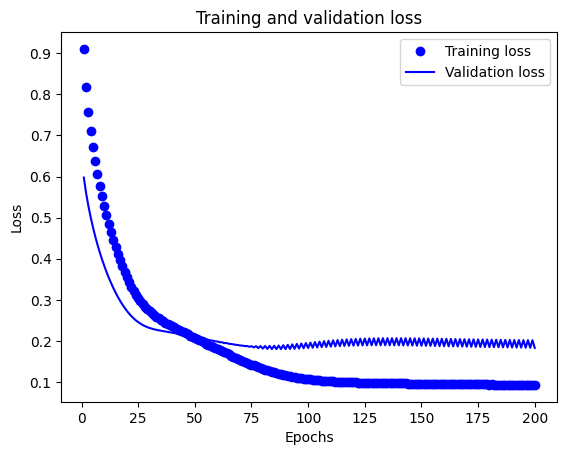 Training and validation loss
Training loss
Validation loss
Loss
0.9
0.8
0.7
0.6
0.5
0.4
0.3
0.2
0.1
0 25 50 75 100 125 150 175 200
Epochs